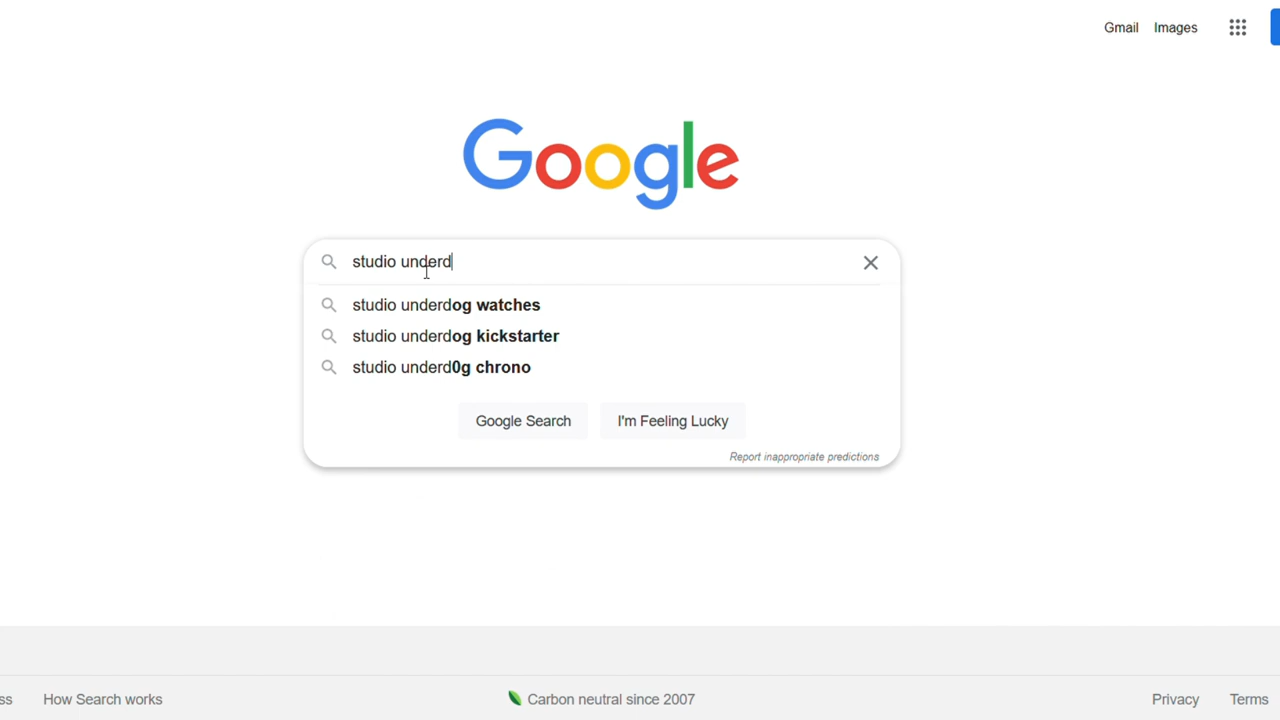 Gmail Images
Google
studio underd
studio underdog watches
studio underdog kickstarter
studio underd0g chrono
Google Search I'm Feeling Lucky
Report inappropriate predictions
ss How Search works Carbon neutral since 2007 Privacy Terms